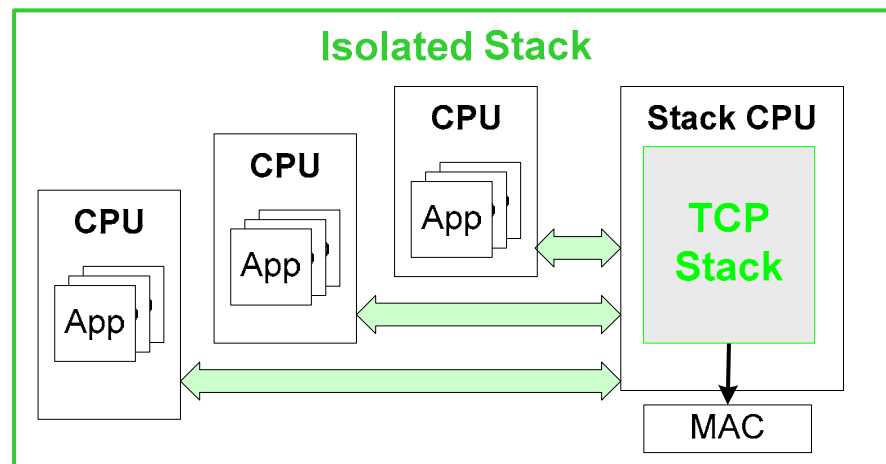 Isolated Stack
CPU
App
CPU
App
CPU
App
Stack CPU
TCP
Stack
MAC